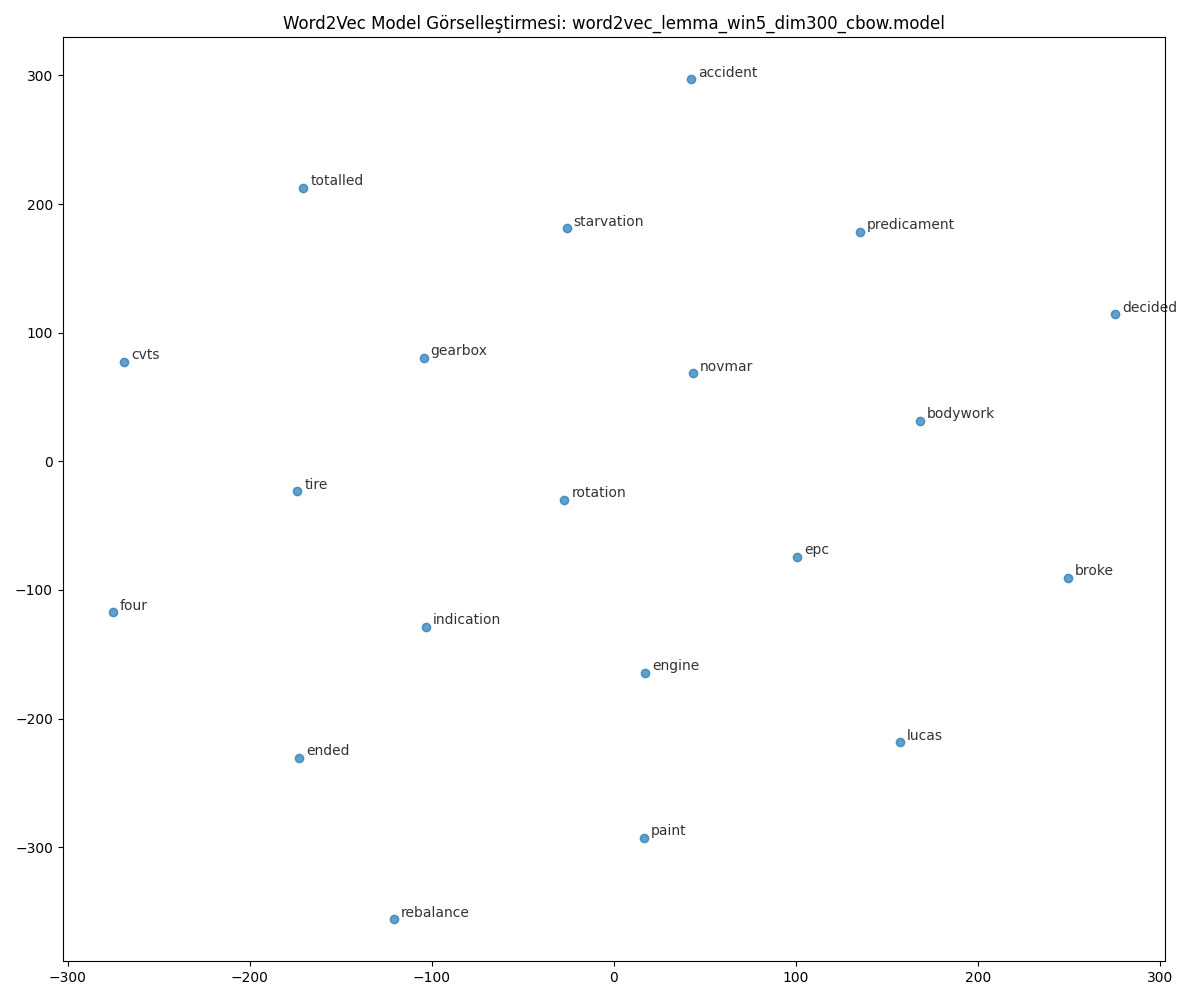 Word2Vec Model Görselleştirmesi: word2vec_lemma_win5_dim300_cbow.model
300
accident
totalled
200
starvation
predicament
decided
100
cvts
gearbox
novmar
bodywork
0
tire
rotation
epc
−100
broke
four
indication
engine
−200
lucas
ended
−300
paint
rebalance
−300
−200
−100
0
100
200
300